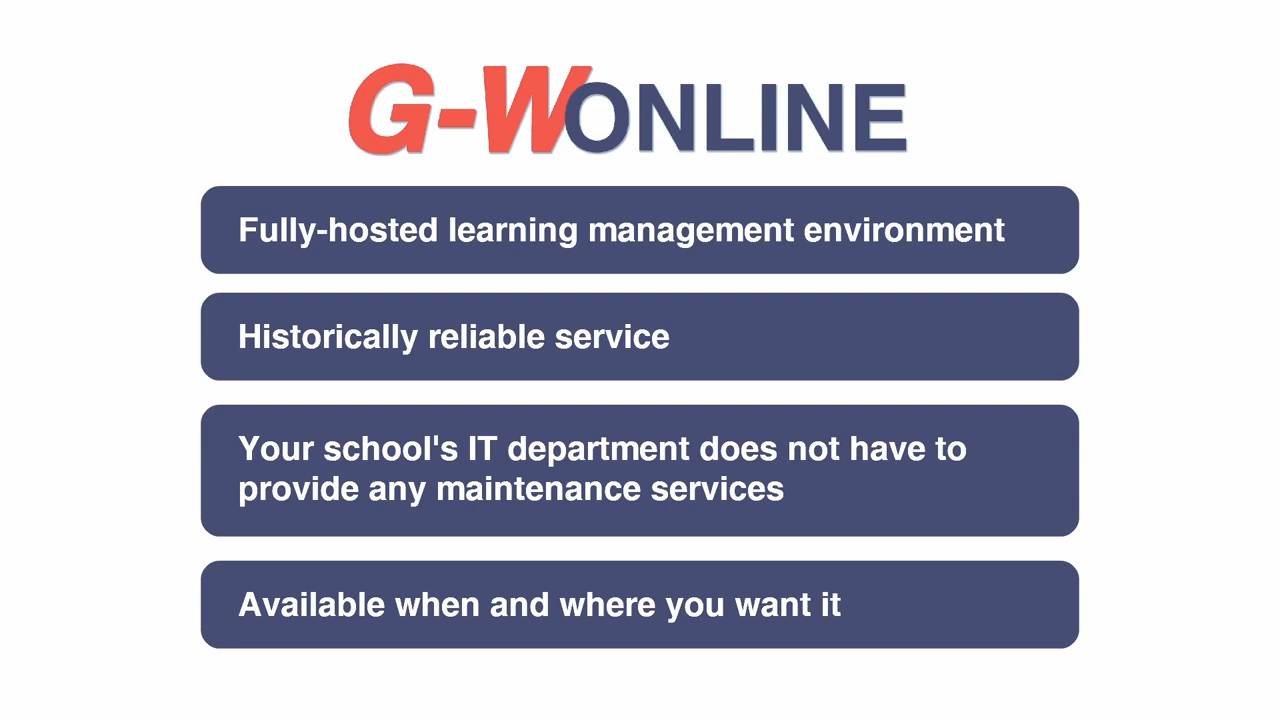 G-WONLINE
Fully-hosted learning management environment
Historically reliable service
Your school's IT department does not have to
provide any maintenance services
Available when and where you want it